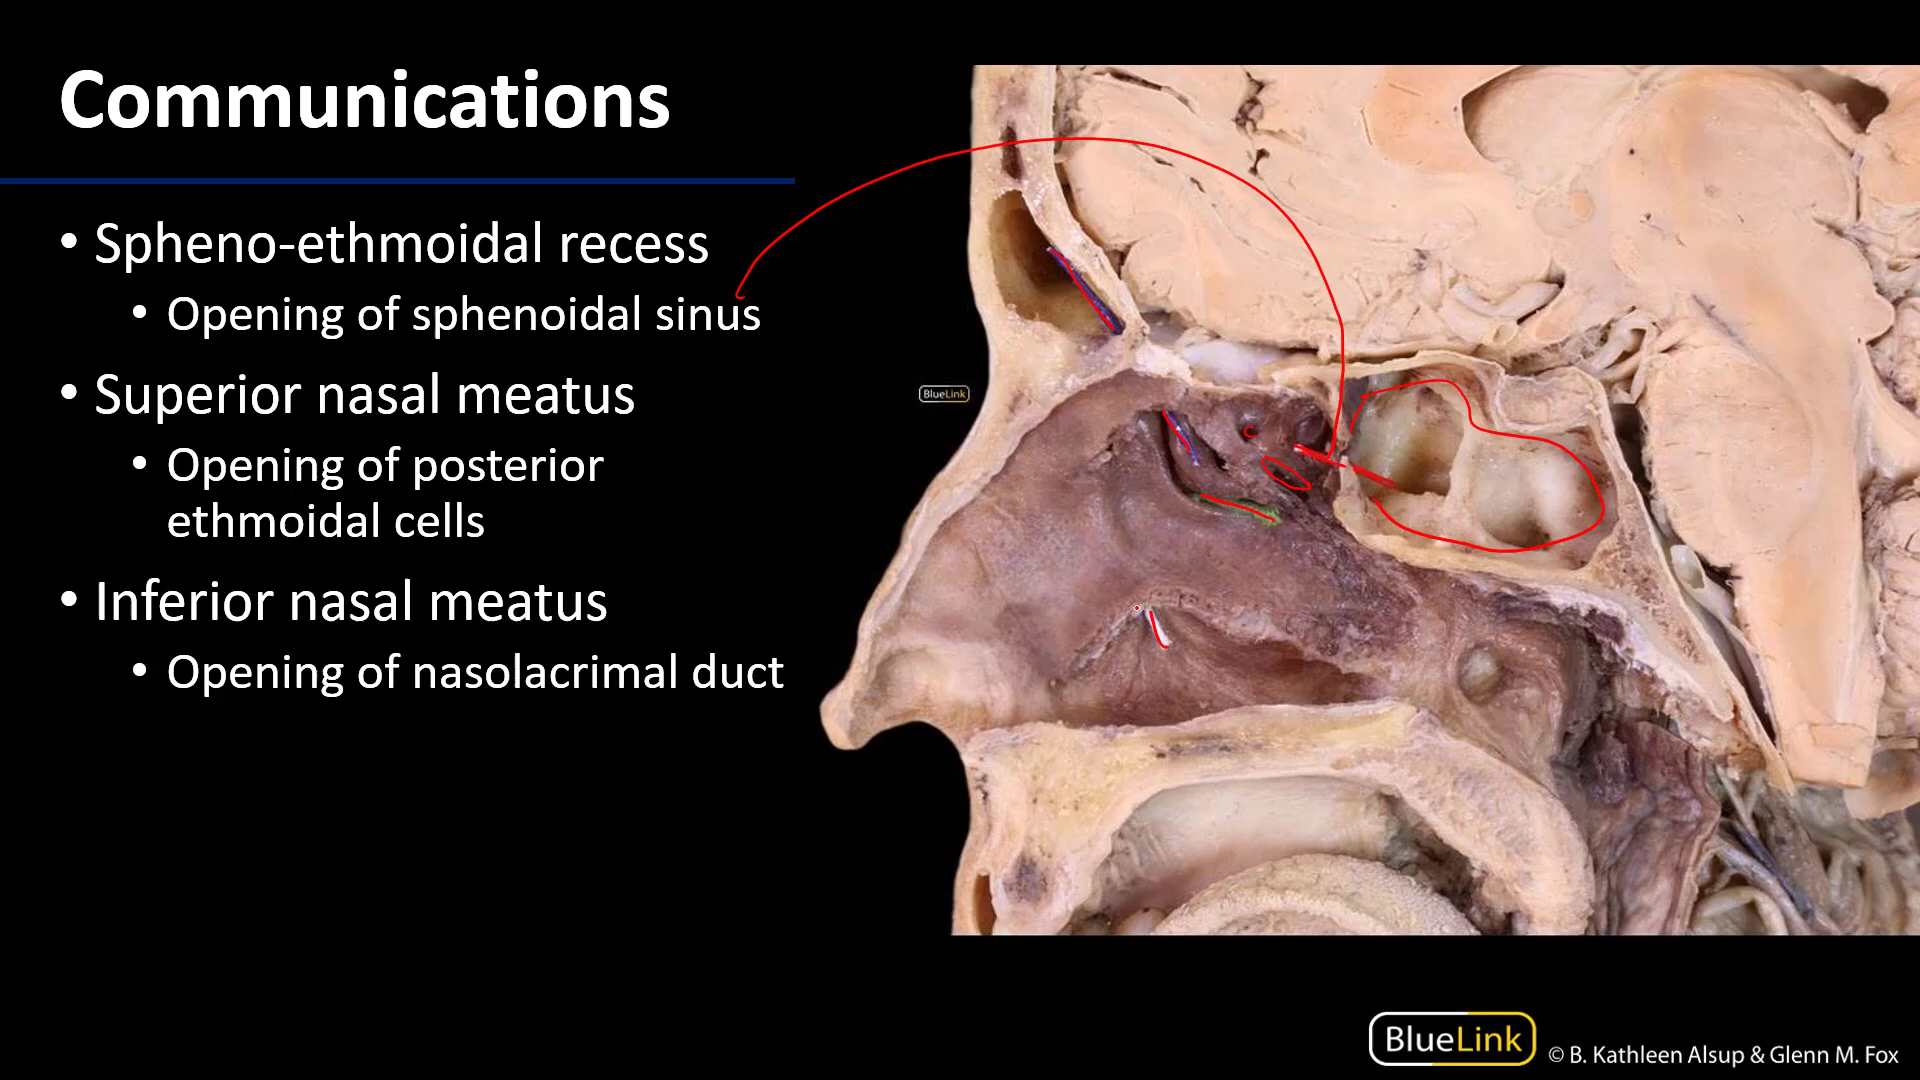 Communications
• Spheno-ethmoidal recess
• Opening of sphenoidal sinus
• Superior nasal meatus
• Opening of posterior
ethmoidal cells
• Inferior nasal meatus
• Opening of nasolacrimal duct
BlueLink
BlueLink
© B. Kathleen Alsup & Glenn M. Fox